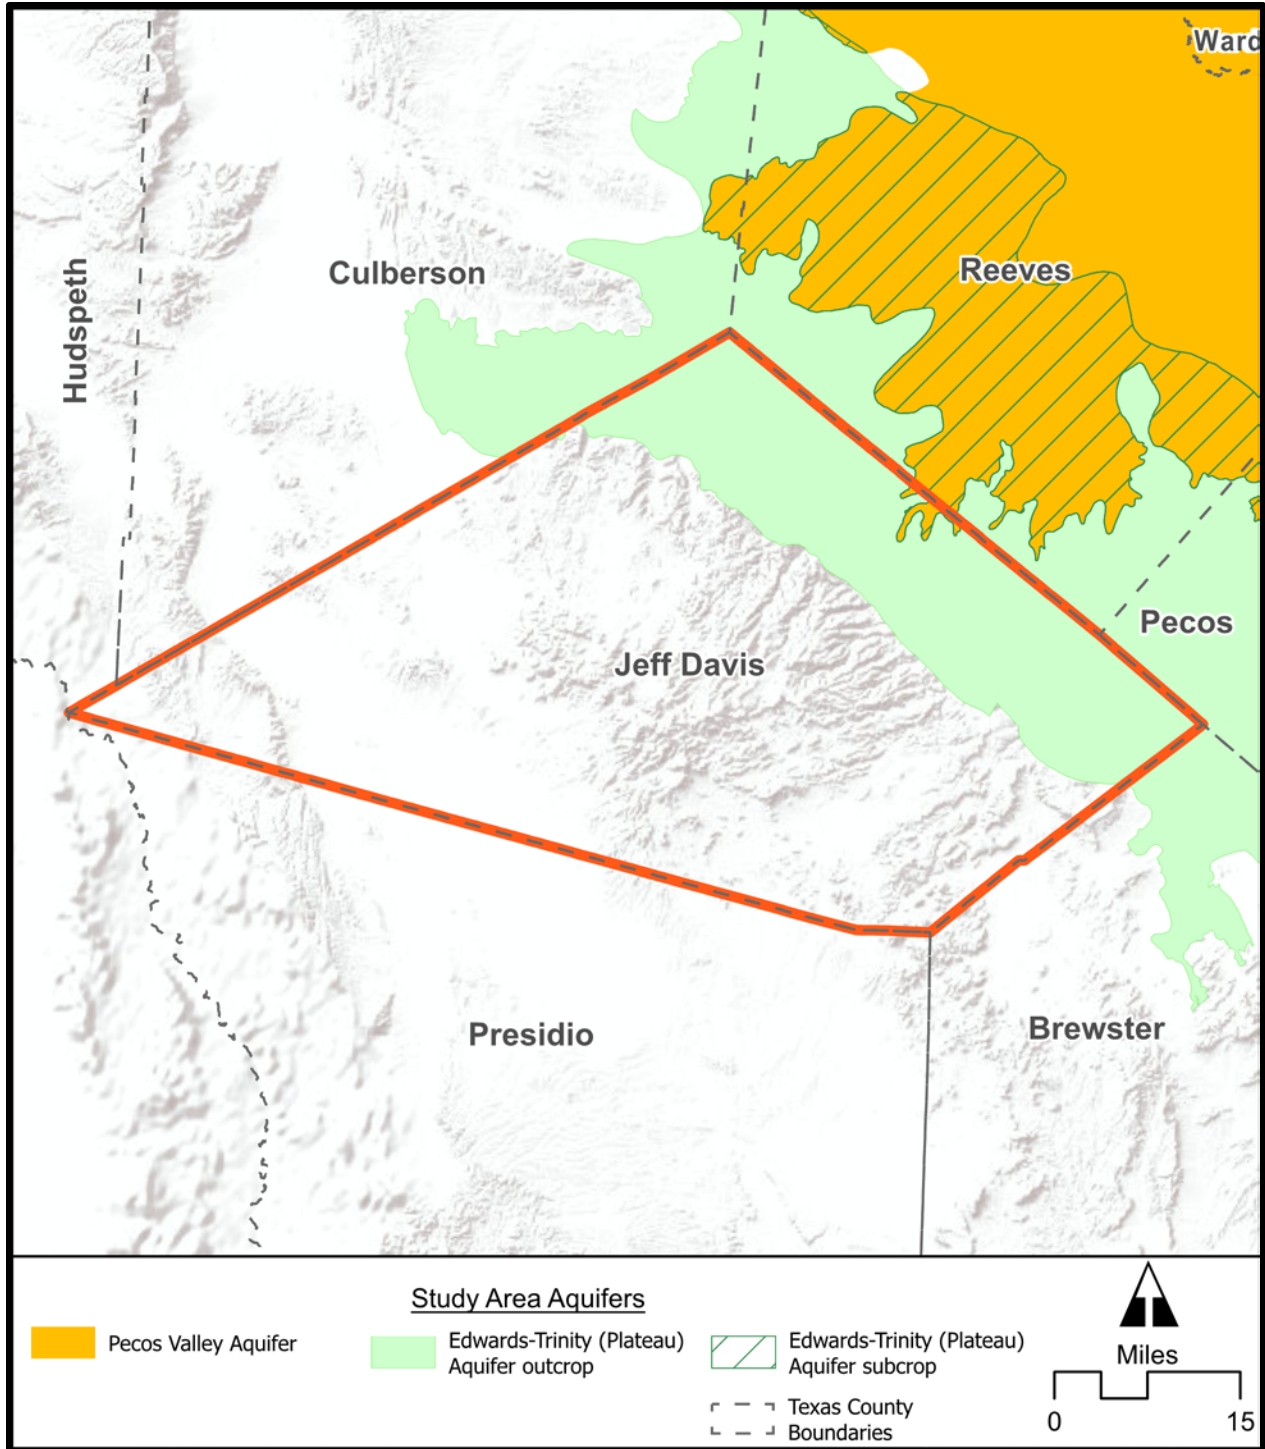 Ward
Culberson
Reeves
Hudspeth
Pecos
Jeff Davis
Presidio
Brewster
Study Area Aquifers
Pecos Valley Aquifer
Edwards-Trinity (Plateau)
Aquifer outcrop
Edwards-Trinity (Plateau)
Aquifer subcrop
Texas County
Boundaries
Miles
0 15